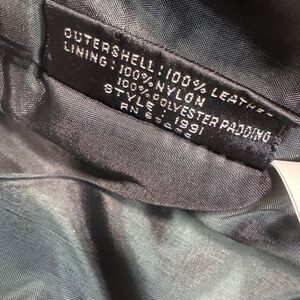 OUTERSHELL: 100% LEATHER
LINING: 100% NYLON
100% POLYESTER PADDING
STYLE: 1991
RN